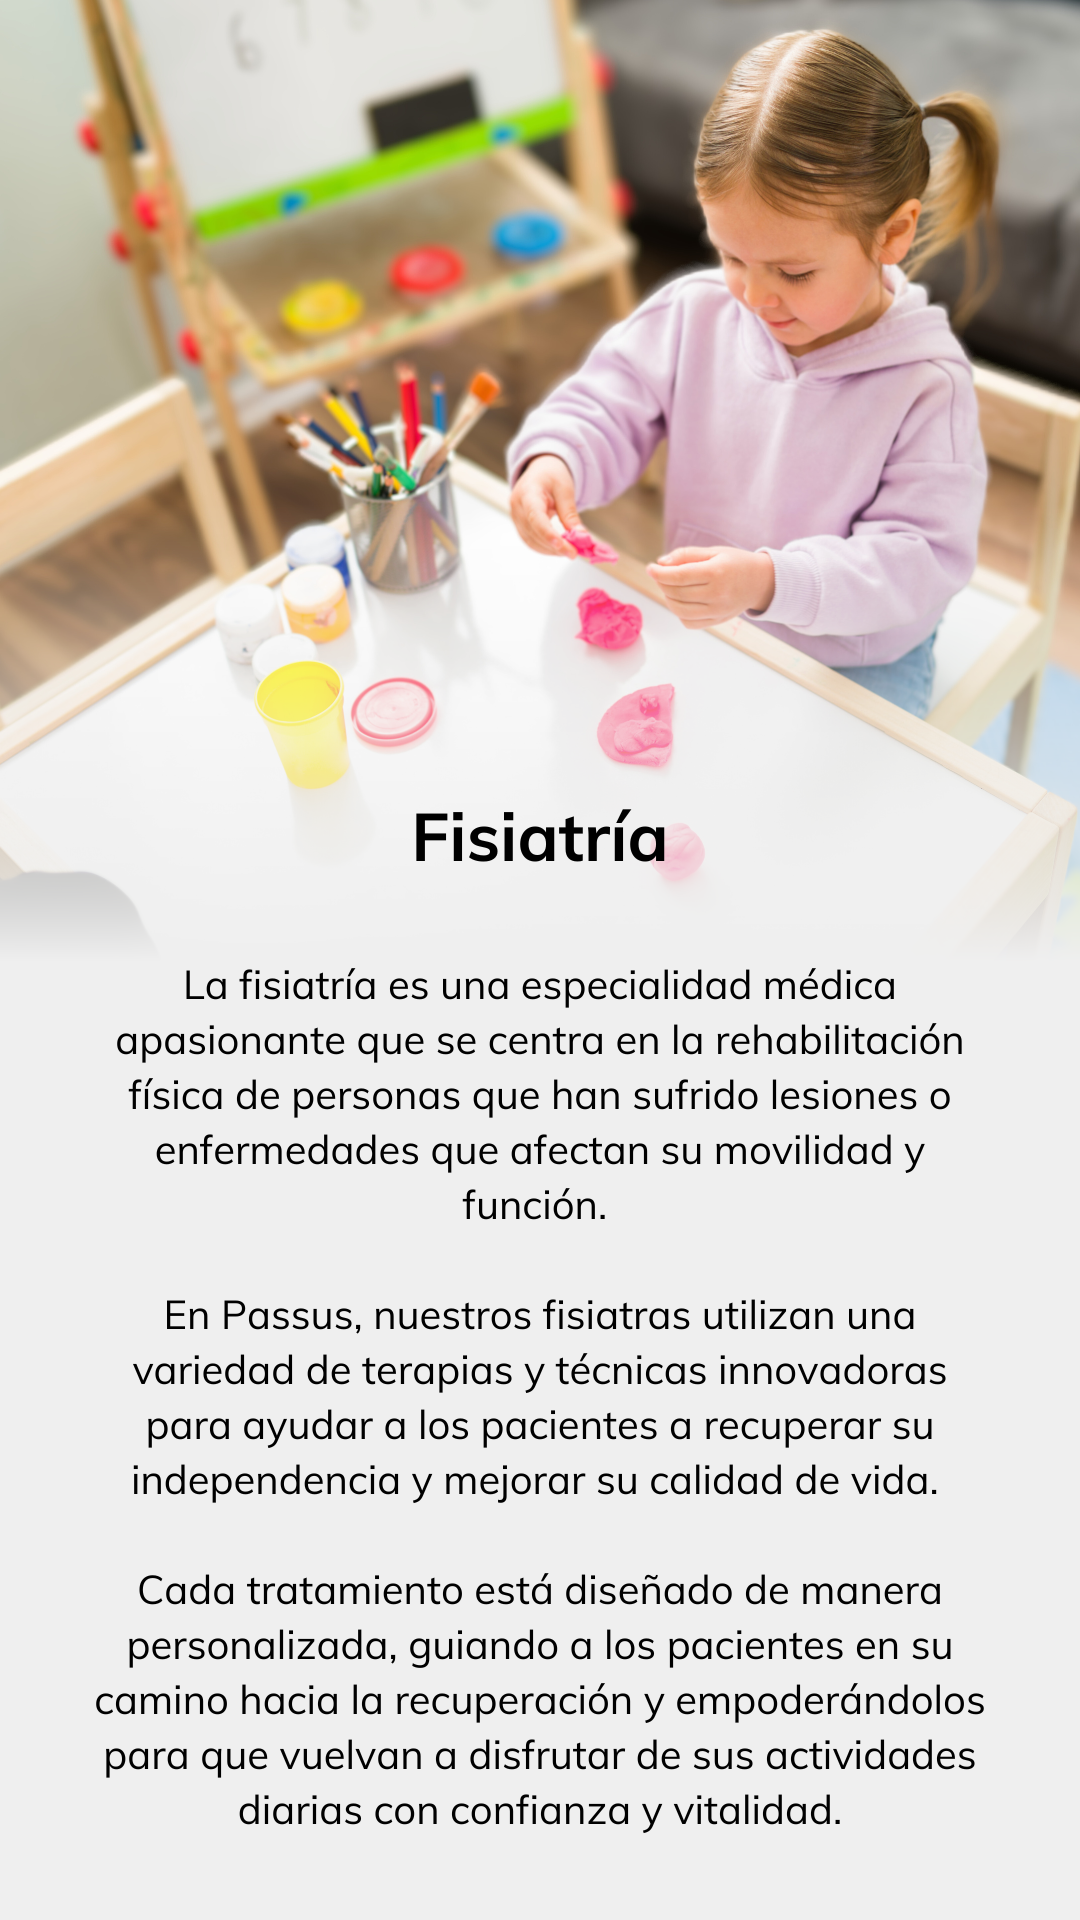 6 7 8
Fisiatría
La fisiatría es una especialidad médica
apasionante que se centra en la rehabilitación
física de personas que han sufrido lesiones o
enfermedades que afectan su movilidad y
función.
En Passus, nuestros fisiatras utilizan una
variedad de terapias y técnicas innovadoras
para ayudar a los pacientes a recuperar su
independencia y mejorar su calidad de vida.
Cada tratamiento está diseñado de manera
personalizada, guiando a los pacientes en su
camino hacia la recuperación y empoderándolos
para que vuelvan a disfrutar de sus actividades
diarias con confianza y vitalidad.